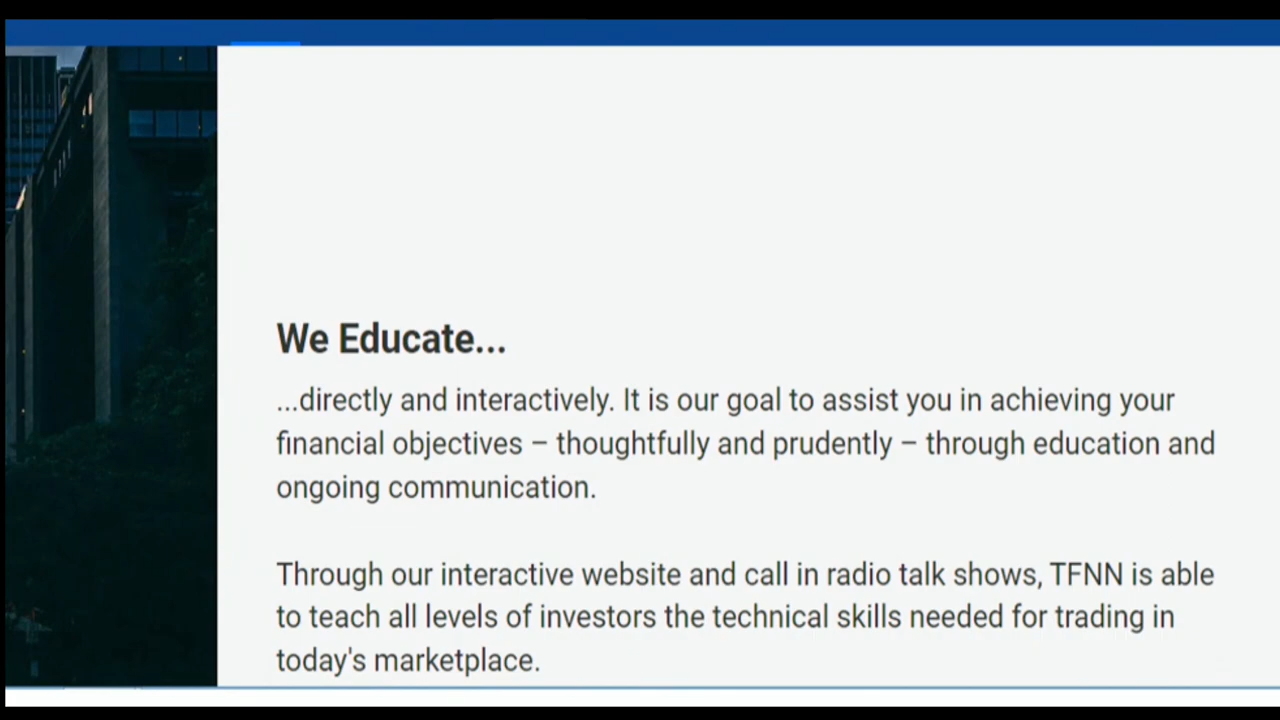 We Educate...
...directly and interactively. It is our goal to assist you in achieving your
financial objectives – thoughtfully and prudently – through education and
ongoing communication.
Through our interactive website and call in radio talk shows, TFNN is able
to teach all levels of investors the technical skills needed for trading in
today's marketplace.